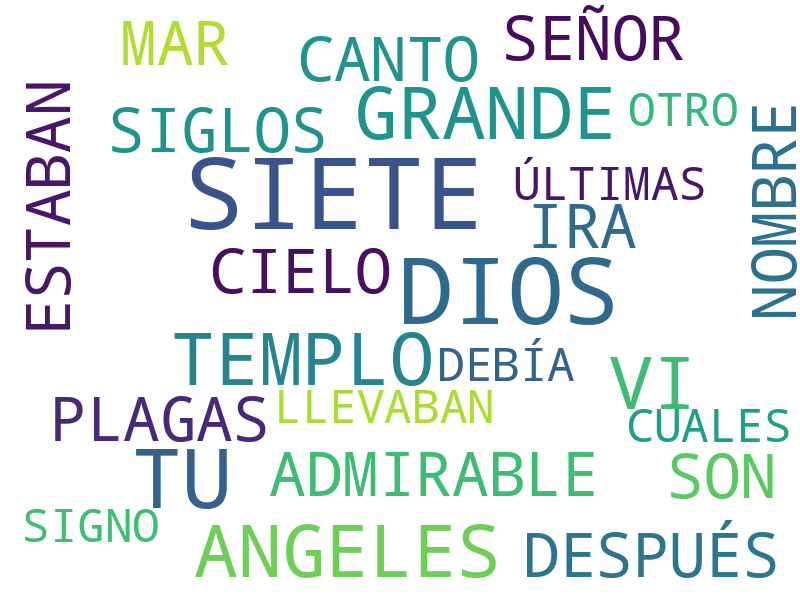 MAR
CANTO
SEÑOR
SIGLOS
GRANDE
OTRO
ESTABAN
SIETE
ÚLTIMAS
NOMBRE
IRA
CIELO
DIOS
TEMPLO
DEBÍA
VI
PLAGAS
LLEVABAN
CUALES
TU
ADMIRABLE
SON
SIGNO
ANGELES
DESPUÉS